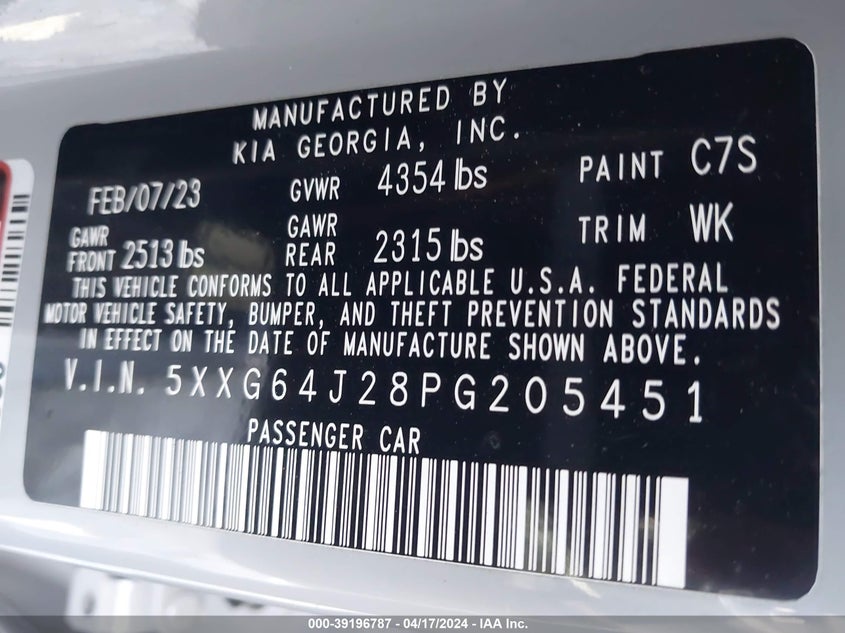 MANUFACTURED BY
KIA GEORGIA, INC.
FEB/07/23 GVWR 4354 lbs PAINT C7S
GAWR FRONT 2513 lbs GAWR REAR 2315 lbs TRIM WK
THIS VEHICLE CONFORMS TO ALL APPLICABLE U.S.A. FEDERAL
MOTOR VEHICLE SAFETY, BUMPER, AND THEFT PREVENTION STANDARDS
IN EFFECT ON THE DATE OF MANUFACTURE SHOWN ABOVE.
V.I.N. 5XXG64J28PG205451
PASSENGER CAR
000-39196787 - 04/17/2024 - IAA Inc.